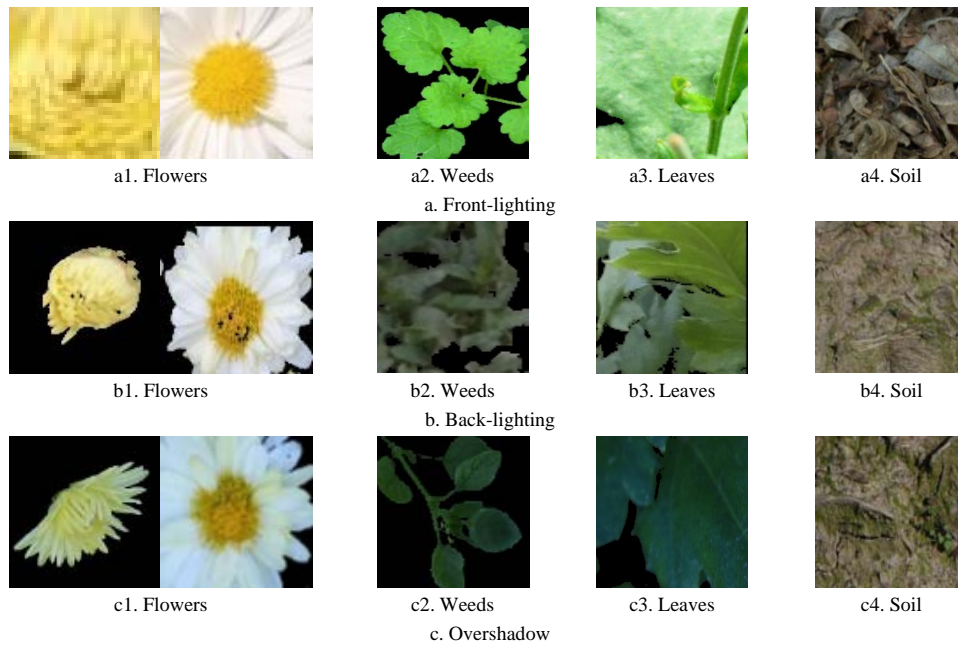 a1. Flowers a2. Weeds a3. Leaves a4. Soil
a. Front-lighting
b1. Flowers b2. Weeds b3. Leaves b4. Soil
b. Back-lighting
c1. Flowers c2. Weeds c3. Leaves c4. Soil
c. Overshadow